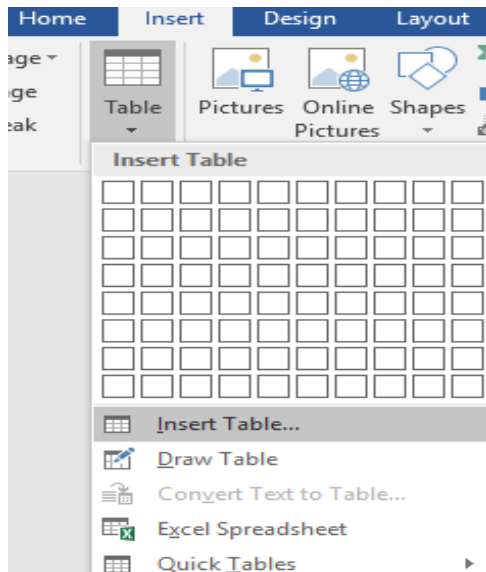 Home Insert Design Layout
age
ge
eak
Table Pictures Online Shapes
Pictures
Insert Table
Insert Table...
Draw Table
Convert Text to Table...
Excel Spreadsheet
Quick Tables